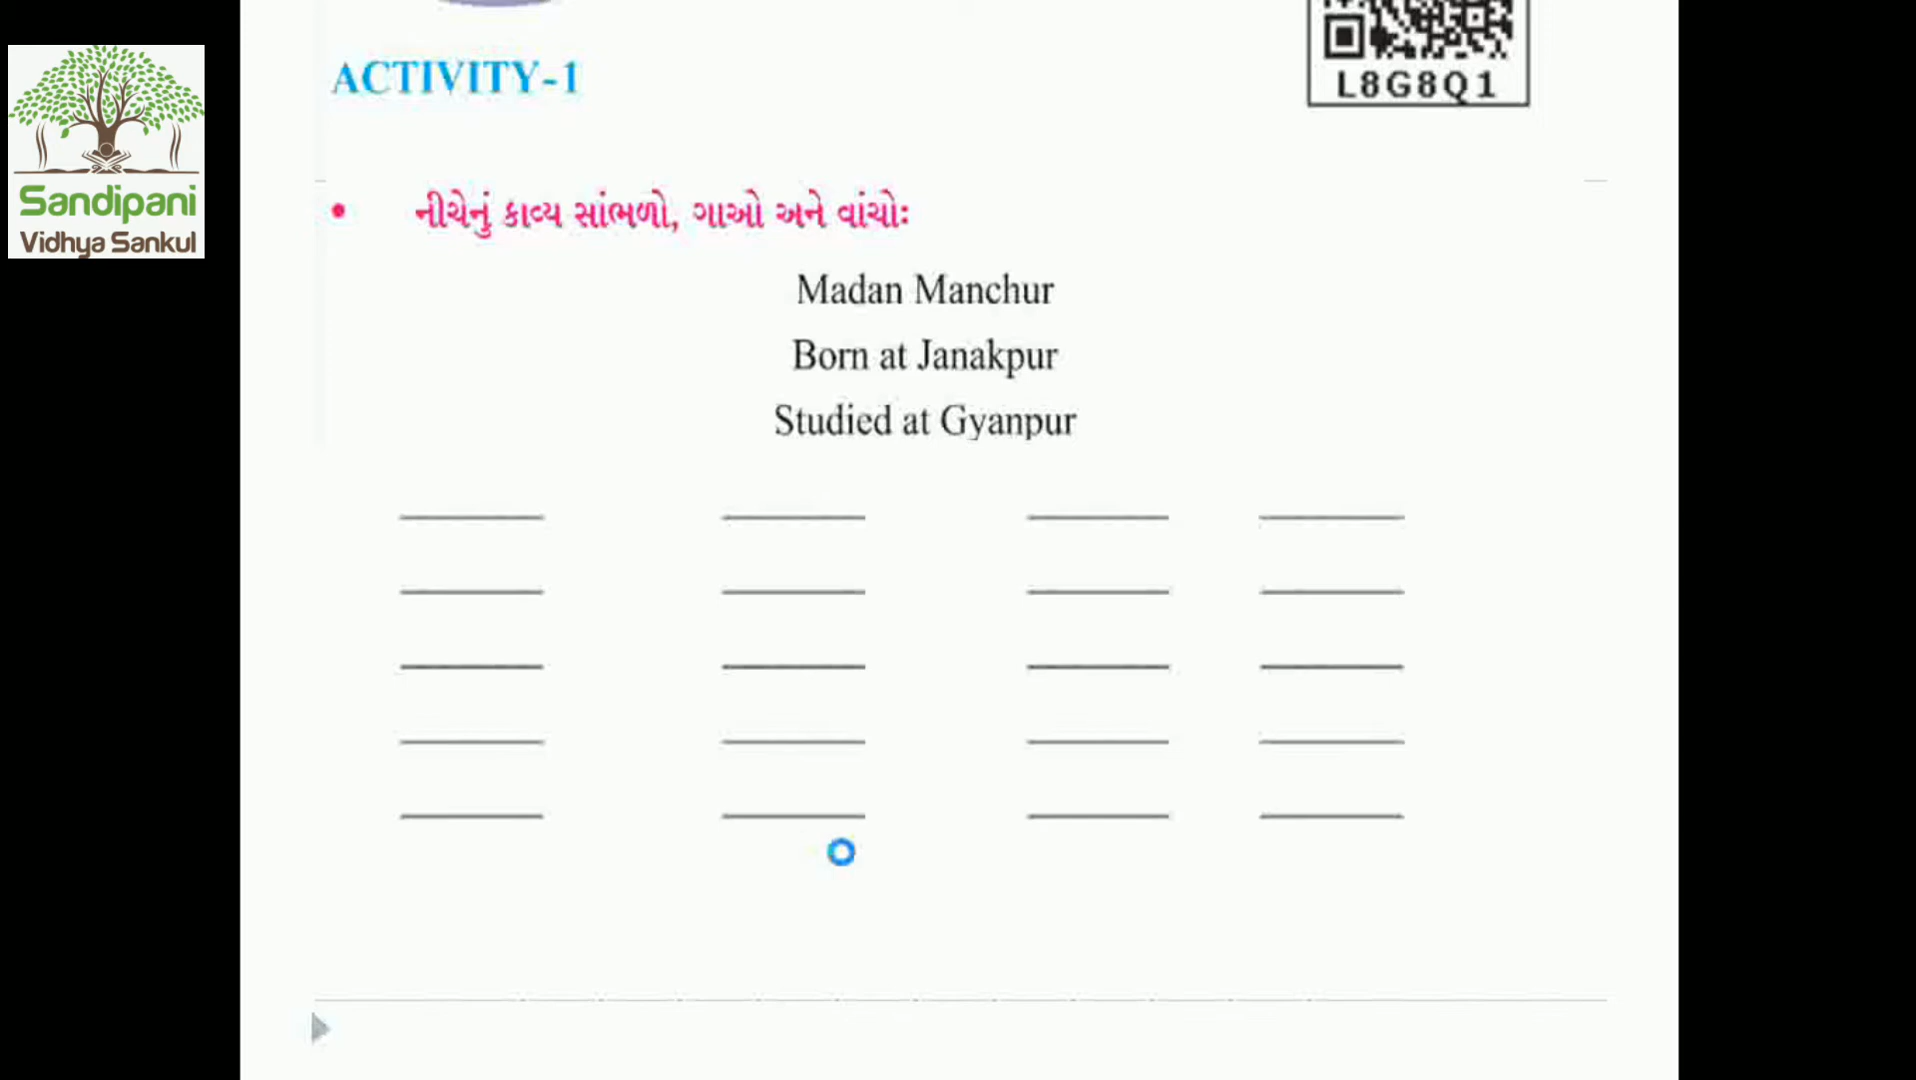 Sandipani
Vidhya Sankul
ACTIVITY-1
L8G8Q1
• નીચેનું કાવ્ય સાંભળો, ગાઓ અને વાંચોઃ
Madan Manchur
Born at Janakpur
Studied at Gyanpur